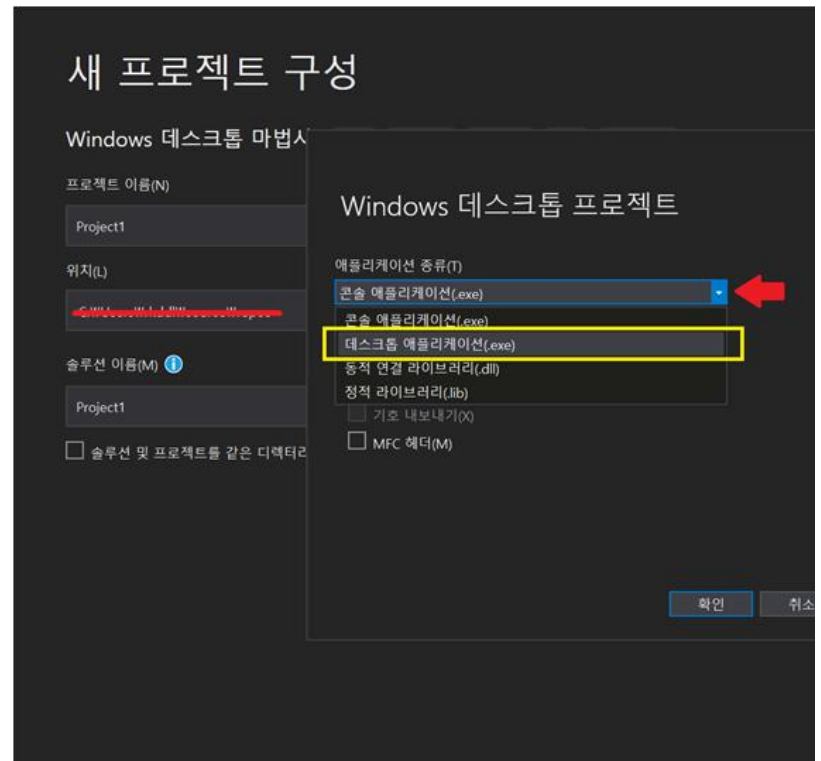 새 프로젝트 구성
Windows 데스크톱 마법사
프로젝트 이름(N)
Project1
위치(L)
솔루션 이름(M)
Project1
솔루션 및 프로젝트를 같은 디렉터리
Windows 데스크톱 프로젝트
애플리케이션 종류(T)
콘솔 애플리케이션(.exe)
콘솔 애플리케이션(.exe)
데스크톱 애플리케이션(.exe)
동적 연결 라이브러리(.dll)
정적 라이브러리(.lib)
기호 내보내기(X)
MFC 헤더(M)
확인
취소